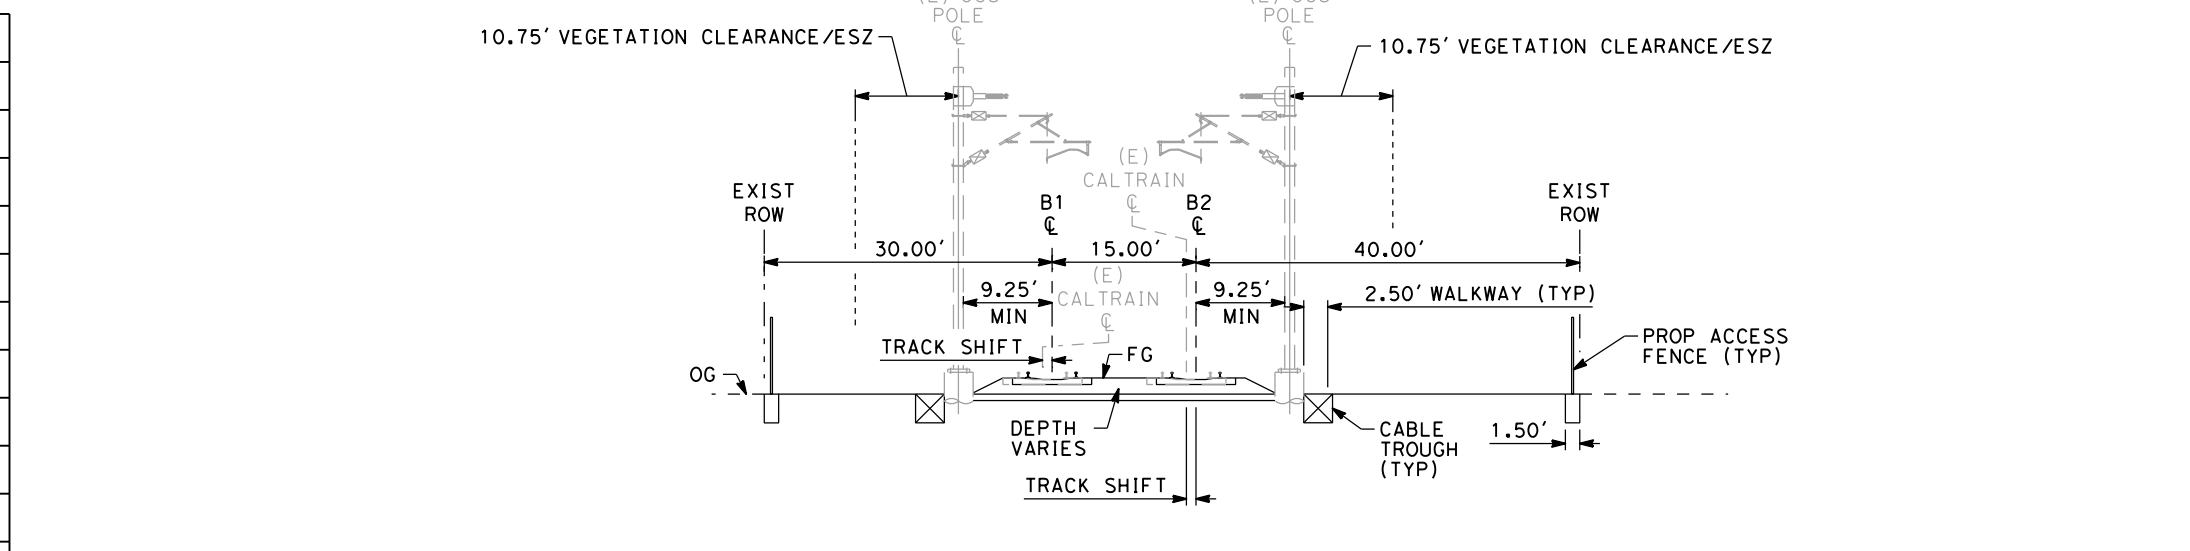 POLE
℄
POLE
℄
10.75' VEGETATION CLEARANCE/ESZ
10.75' VEGETATION CLEARANCE/ESZ
(E)
CALTRAIN
℄
EXIST
ROW
B1
℄
B2
℄
EXIST
ROW
30.00'
15.00'
40.00'
(E)
CALTRAIN
℄
9.25'
MIN
9.25'
MIN
2.50' WALKWAY (TYP)
TRACK SHIFT
FG
PROP ACCESS
FENCE (TYP)
OG
DEPTH
VARIES
CABLE
TROUGH
(TYP)
1.50'
TRACK SHIFT